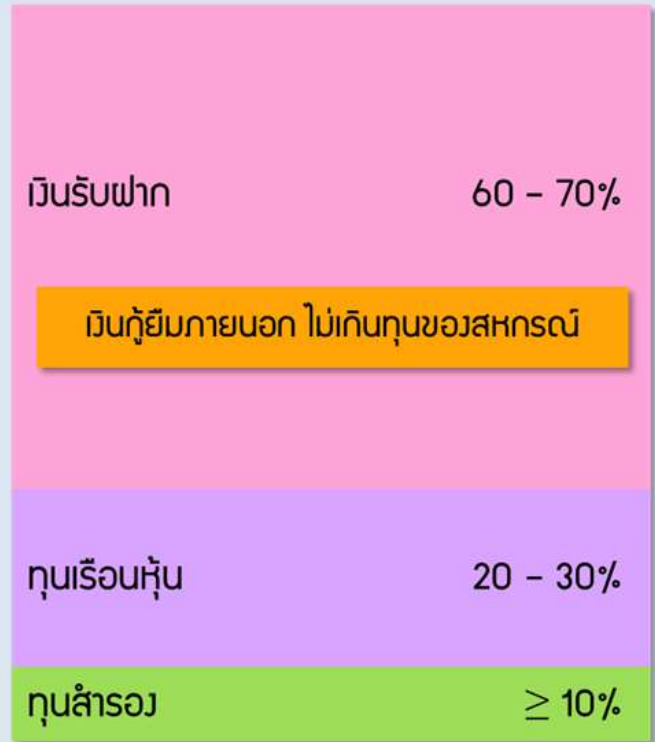 เงินรับฝาก 60 - 70%
เงินกู้ยืมภายนอก ไม่เกินทุนของสหกรณ์
ทุนเรือนหุ้น 20 - 30%
ทุนสำรอง ≥ 10%